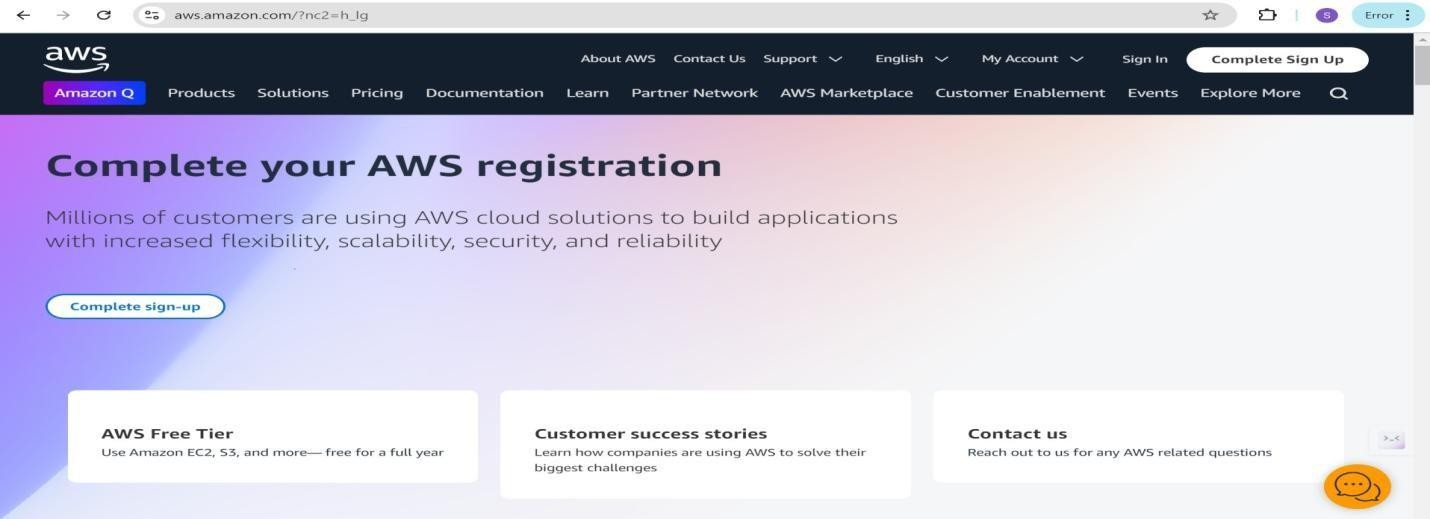 aws.amazon.com/?nc2=h_lg
S
Error
aws
About AWS Contact Us Support English My Account Sign In Complete Sign Up
Amazon Q Products Solutions Pricing Documentation Learn Partner Network AWS Marketplace Customer Enablement Events Explore More
Complete your AWS registration
Millions of customers are using AWS cloud solutions to build applications
with increased flexibility, scalability, security, and reliability
Complete sign-up
AWS Free Tier
Use Amazon EC2, S3, and more— free for a full year
Customer success stories
Learn how companies are using AWS to solve their
biggest challenges
Contact us
Reach out to us for any AWS related questions